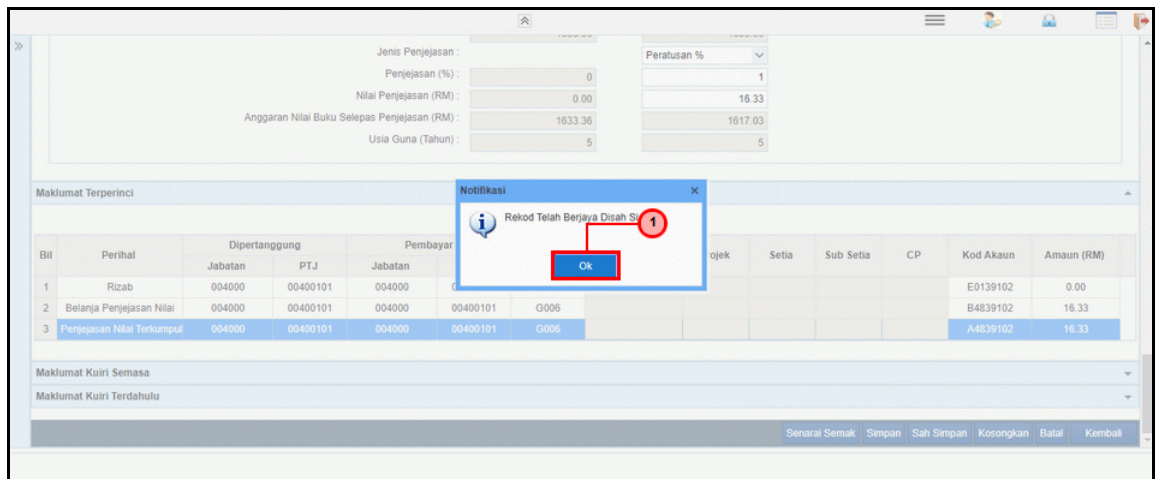 Jenis Penjejasan : Peratusan %
Penjejasan (%) : 0 1
Nilai Penjejasan (RM) : 0.00 16.33
Anggaran Nilai Buku Selepas Penjejasan (RM) : 1633.36 1617.03
Usia Guna (Tahun) : 5 5
Maklumat Terperinci
Notifikasi x
Rekod Telah Berjaya Disah
1
Ok
Bil Perihal Dipertanggung Pembayar Setia Sub Setia CP Kod Akaun Amaun (RM)
Jabatan PTJ Jabatan
1 Rizab 004000 00400101 004000 E0139102 0.00
2 Belanja Penjejasan Nilai 004000 00400101 004000 00400101 G006 B4839102 16.33
3 Penjejasan Nilai Terkumpul 004000 00400101 004000 00400101 G006 A4839102 16.33
Maklumat Kuiri Semasa
Maklumat Kuiri Terdahulu
Senarai Semak Simpan Sah Simpan Kosongkan Batal Kembali